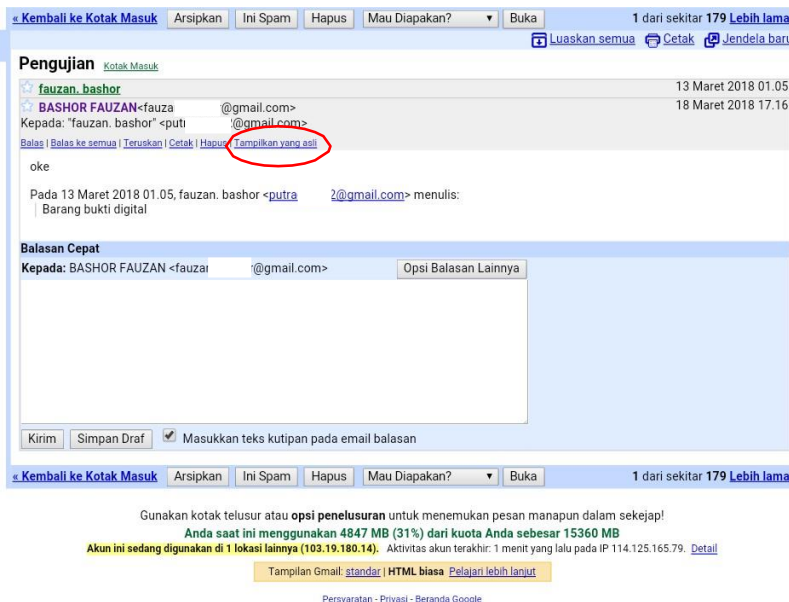 « Kembali ke Kotak Masuk Arsipkan Ini Spam Hapus Mau Diapakan? ▼ Buka 1 dari sekitar 179 Lebih lama
Luaskan semua Cetak Jendela baru
Pengujian Kotak Masuk
fauzan. bashor 13 Maret 2018 01.05
BASHOR FAUZAN<fauza @gmail.com> 18 Maret 2018 17.16
Kepada: "fauzan. bashor" <putr @gmail.com>
Balas | Balas ke semua | Teruskan | Cetak | Hapus | Tampilkan yang asli
oke
Pada 13 Maret 2018 01.05, fauzan. bashor <putra 2@gmail.com> menulis:
Barang bukti digital
Balasan Cepat
Kepada: BASHOR FAUZAN <fauzar @gmail.com> Opsi Balasan Lainnya
Kirim Simpan Draf Masukkan teks kutipan pada email balasan
« Kembali ke Kotak Masuk Arsipkan Ini Spam Hapus Mau Diapakan? ▼ Buka 1 dari sekitar 179 Lebih lama
Gunakan kotak telusur atau opsi penelusuran untuk menemukan pesan manapun dalam sekejap!
Anda saat ini menggunakan 4847 MB (31%) dari kuota Anda sebesar 15360 MB
Akun ini sedang digunakan di 1 lokasi lainnya (103.19.180.14). Aktivitas akun terakhir: 1 menit yang lalu pada IP 114.125.165.79. Detail
Tampilan Gmail: standar | HTML biasa Pelajari lebih lanjut
Persyaratan - Privasi - Beranda Google